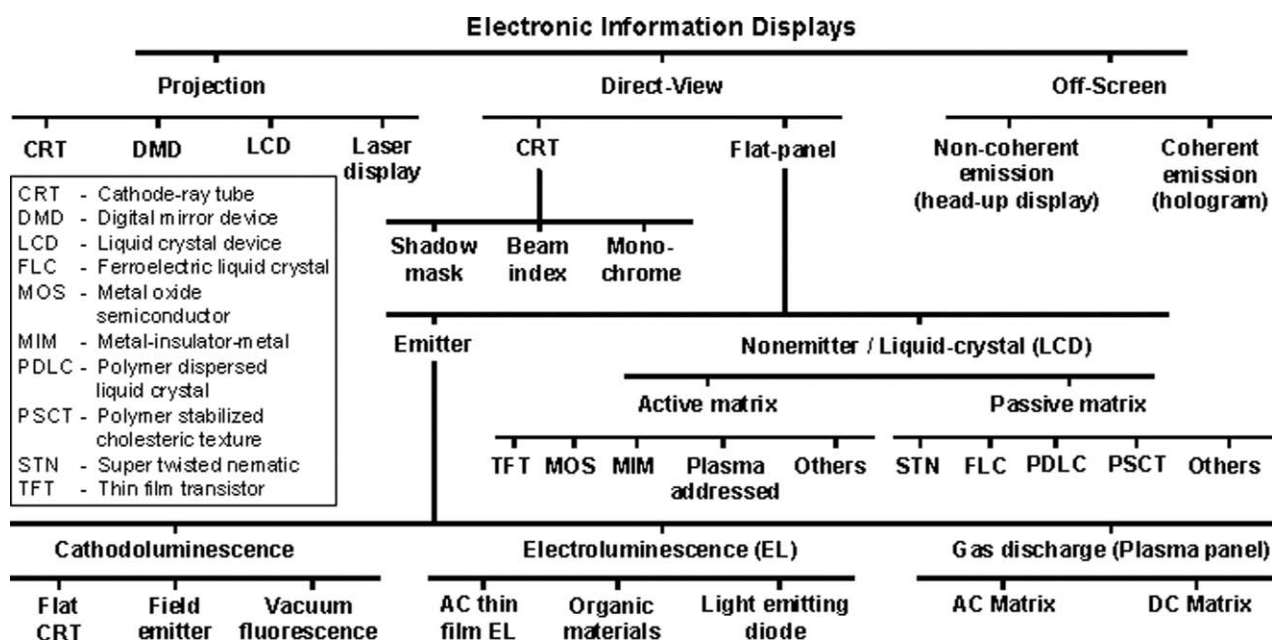 Electronic Information Displays
Projection Direct-View Off-Screen
CRT DMD LCD Laser display
CRT Flat-panel
Non-coherent emission (head-up display)
Coherent emission (hologram)
CRT - Cathode-ray tube
DMD - Digital mirror device
LCD - Liquid crystal device
FLC - Ferroelectric liquid crystal
MOS - Metal oxide
semiconductor
MIM - Metal-insulator-metal
PDLC - Polymer dispersed
liquid crystal
PSCT - Polymer stabilized
cholesteric texture
STN - Super twisted nematic
TFT - Thin film transistor
Shadow mask
Beam index
Mono-chrome
Emitter Nonemitter / Liquid-crystal (LCD)
Active matrix Passive matrix
TFT MOS MIM Plasma addressed Others
STN FLC PDLC PSCT Others
Cathodoluminescence Electroluminescence (EL) Gas discharge (Plasma panel)
Flat CRT
Field emitter
Vacuum fluorescence
AC thin film EL
Organic materials
Light emitting diode
AC Matrix DC Matrix